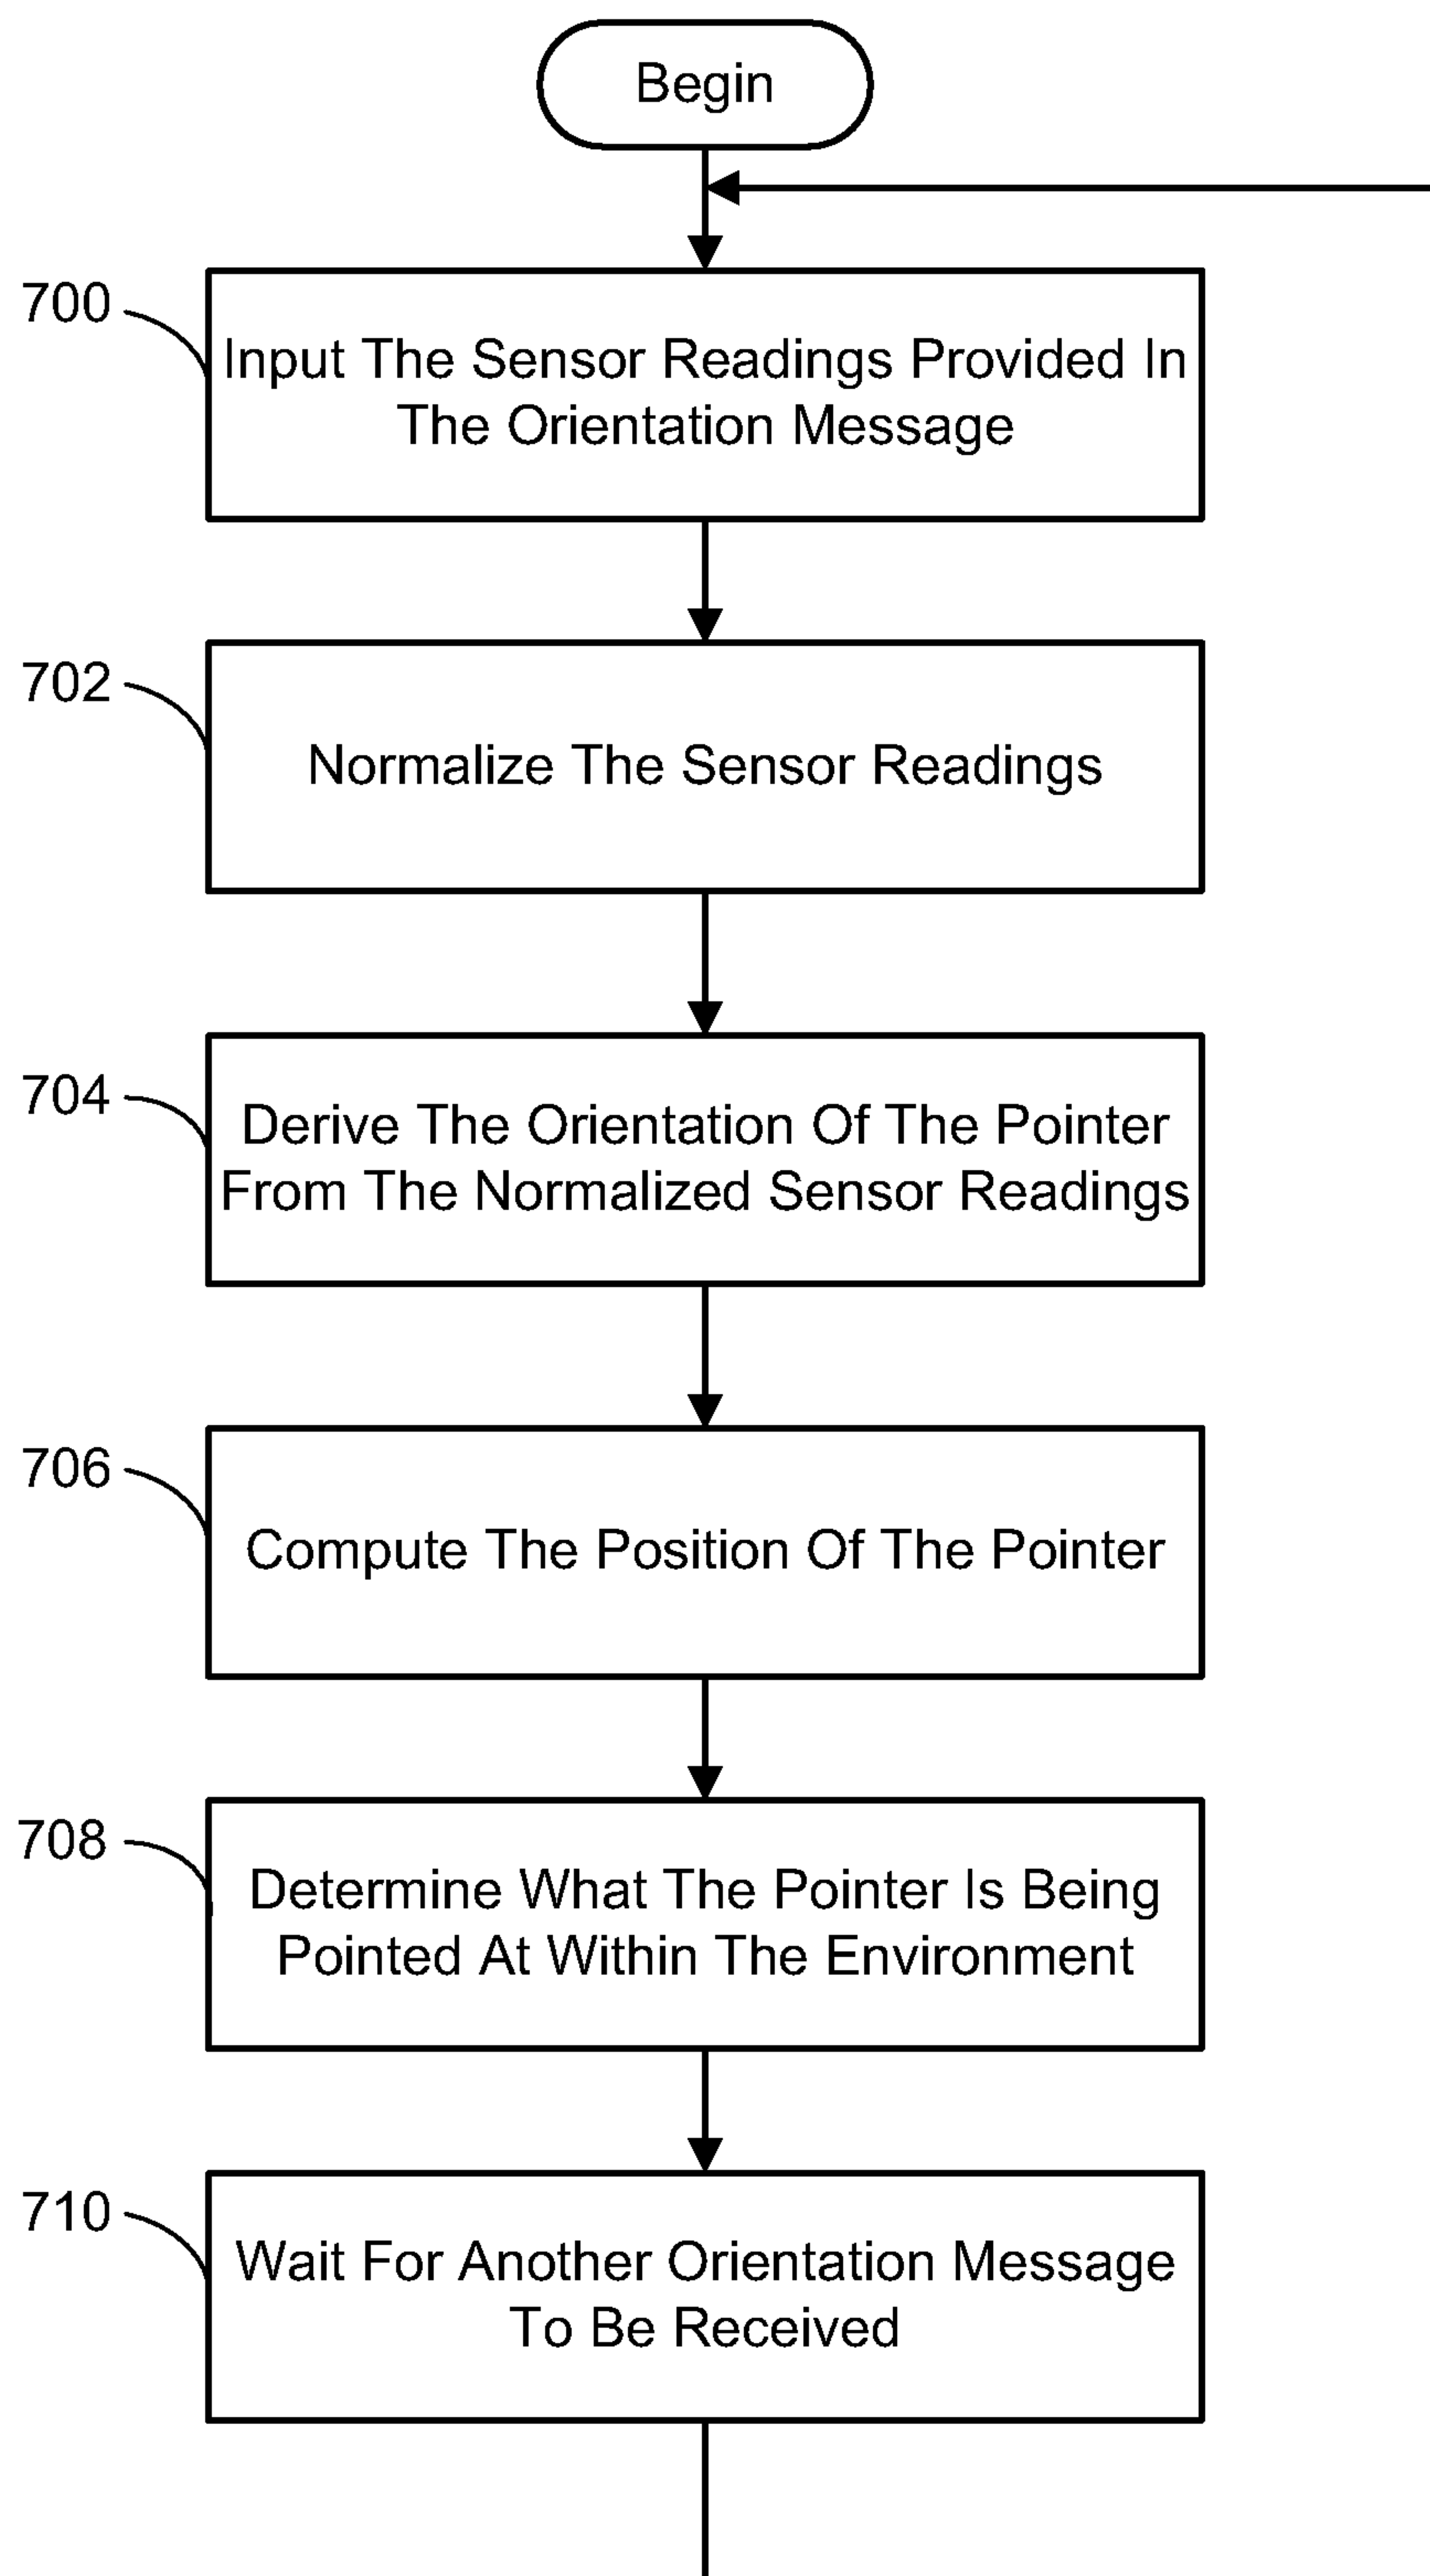 Begin
700
Input The Sensor Readings Provided In
The Orientation Message
702
Normalize The Sensor Readings
704
Derive The Orientation Of The Pointer
From The Normalized Sensor Readings
706
Compute The Position Of The Pointer
708
Determine What The Pointer Is Being
Pointed At Within The Environment
710
Wait For Another Orientation Message
To Be Received